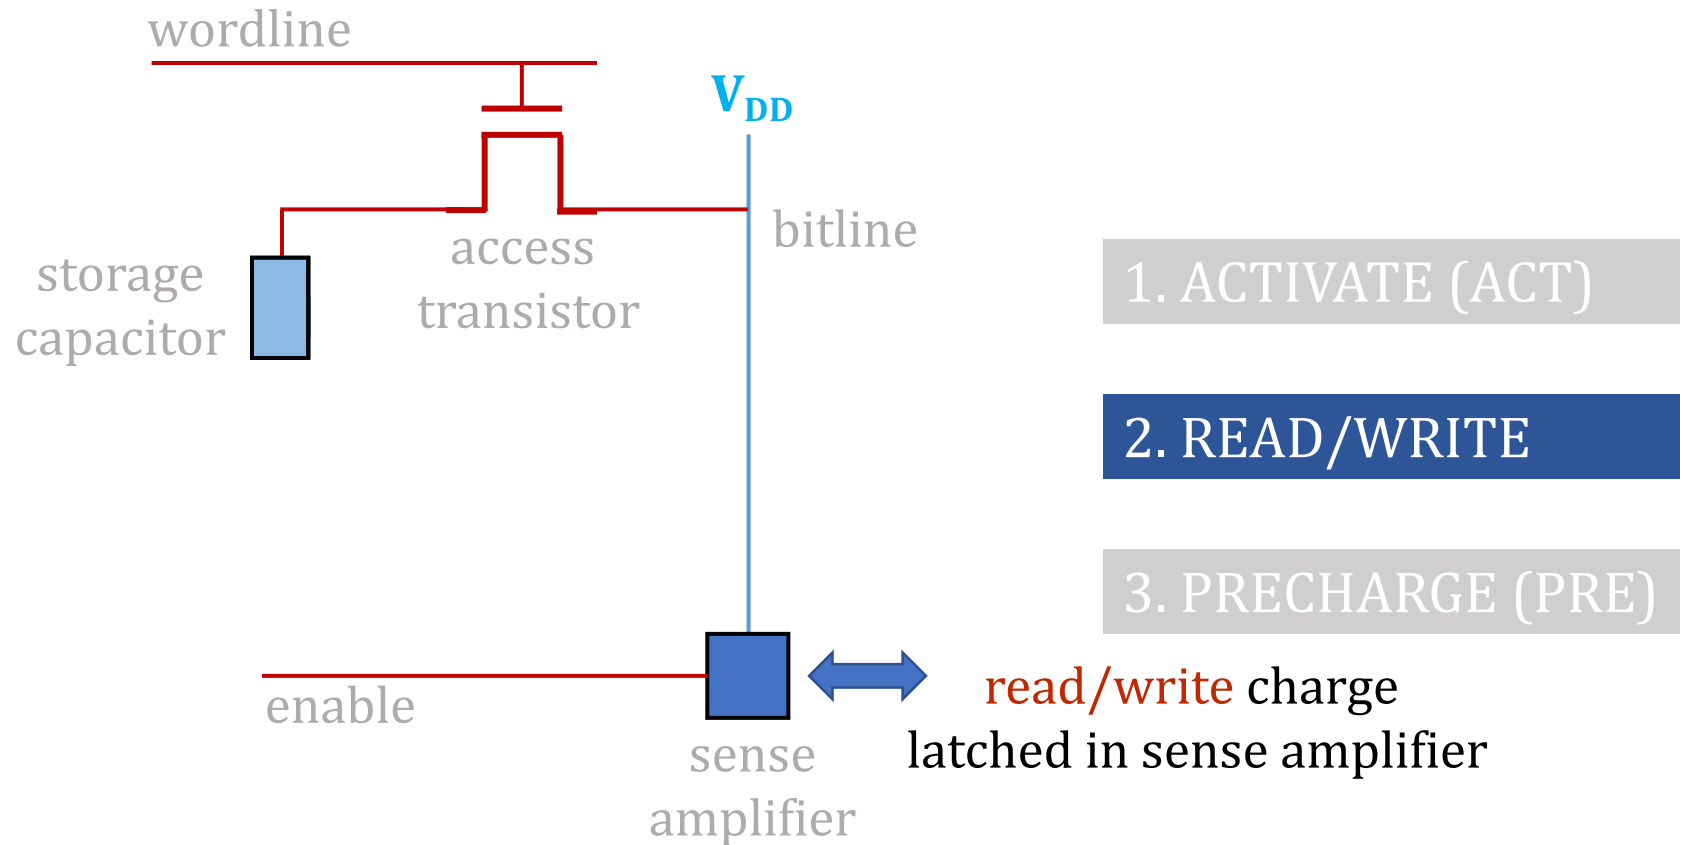 wordline
VDD
bitline
access
transistor
storage
capacitor
1. ACTIVATE (ACT)
2. READ/WRITE
3. PRECHARGE (PRE)
enable
sense
amplifier
read/write charge
latched in sense amplifier